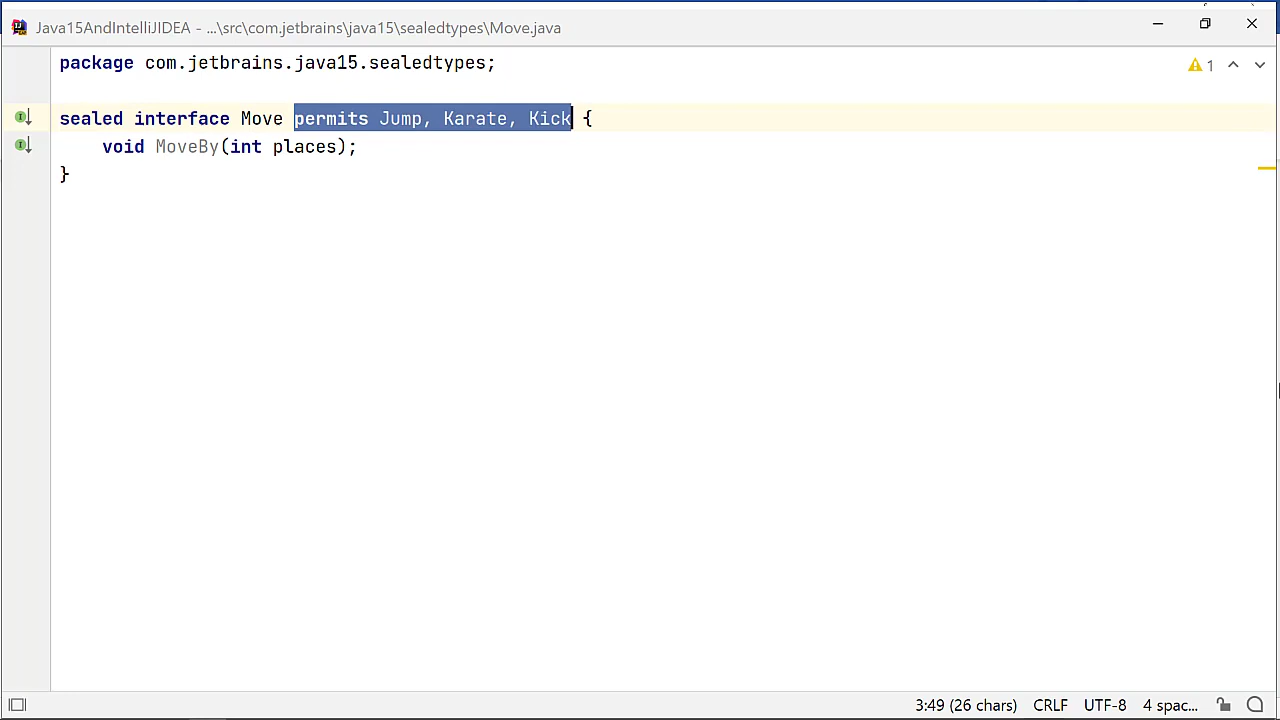 Java15AndIntelliJIDEA - ...\src\com.jetbrains\java15\sealedtypes\Move.java
package com.jetbrains.java15.sealedtypes;
1
sealed interface Move permits Jump, Karate, Kick {
void MoveBy(int places);
}
3:49 (26 chars) CRLF UTF-8 4 spac...